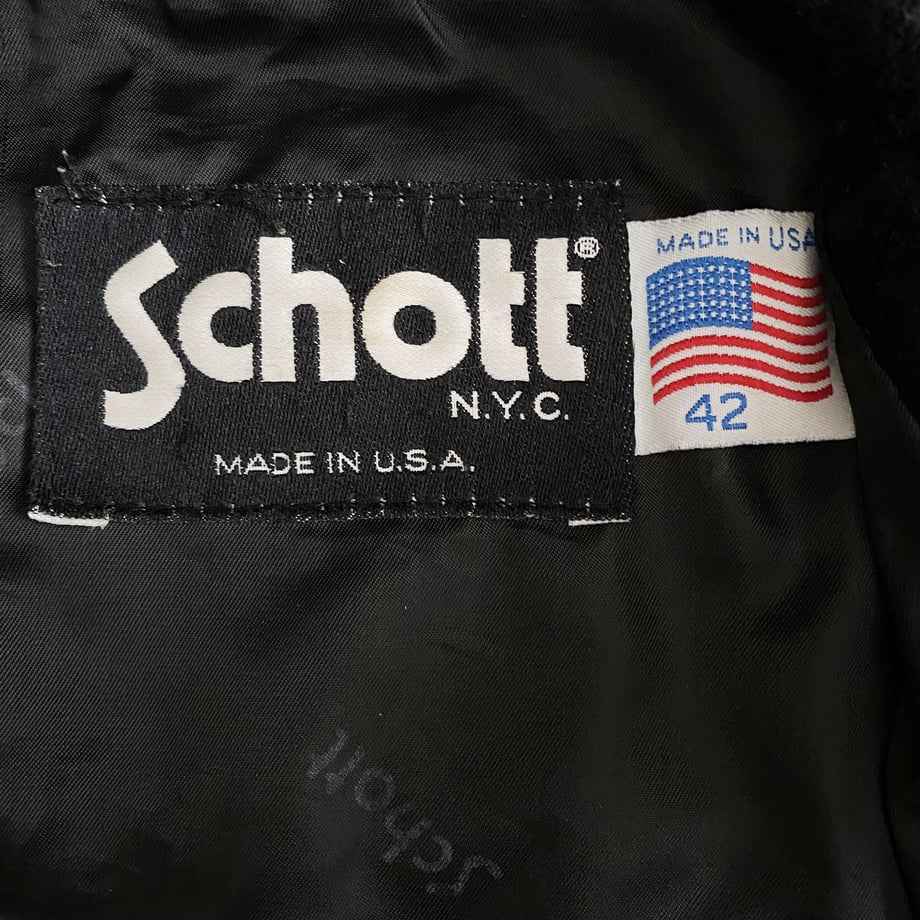 Schott®
N.Y.C.
MADE IN U.S.A.
MADE IN USA
42
Schott